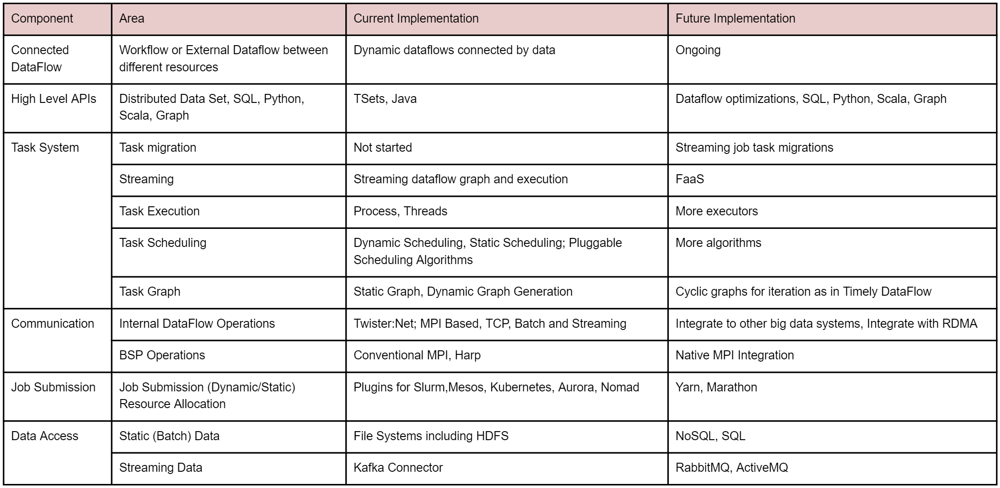 Component
Area
Current Implementation
Future Implementation
Connected
DataFlow
Workflow or External Dataflow between
different resources
Dynamic dataflows connected by data
Ongoing
High Level APIs
Distributed Data Set, SQL, Python,
Scala, Graph
TSets, Java
Dataflow optimizations, SQL, Python, Scala, Graph
Task System
Task migration
Not started
Streaming job task migrations
Streaming
Streaming dataflow graph and execution
FaaS
Task Execution
Process, Threads
More executors
Task Scheduling
Dynamic Scheduling, Static Scheduling; Pluggable
Scheduling Algorithms
More algorithms
Task Graph
Static Graph, Dynamic Graph Generation
Cyclic graphs for iteration as in Timely DataFlow
Communication
Internal DataFlow Operations
Twister:Net; MPI Based, TCP, Batch and Streaming
Integrate to other big data systems, Integrate with RDMA
BSP Operations
Conventional MPI, Harp
Native MPI Integration
Job Submission
Job Submission (Dynamic/Static)
Resource Allocation
Plugins for Slurm,Mesos, Kubernetes, Aurora, Nomad
Yarn, Marathon
Data Access
Static (Batch) Data
File Systems including HDFS
NoSQL, SQL
Streaming Data
Kafka Connector
RabbitMQ, ActiveMQ